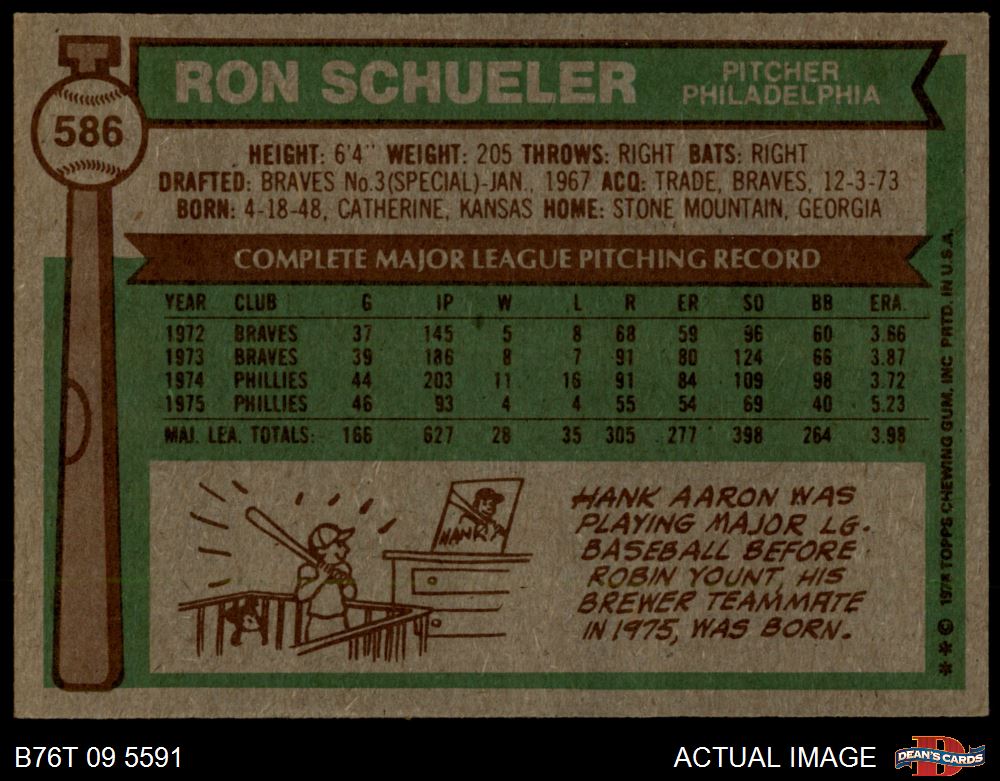 586
RON SCHUELER
PITCHER
PHILADELPHIA
HEIGHT: 6'4" WEIGHT: 205 THROWS: RIGHT BATS: RIGHT
DRAFTED: BRAVES No.3(SPECIAL)-JAN., 1967 ACQ: TRADE, BRAVES, 12-3-73
BORN: 4-18-48, CATHERINE, KANSAS HOME: STONE MOUNTAIN, GEORGIA
COMPLETE MAJOR LEAGUE PITCHING RECORD
YEAR CLUB G IP W L R ER SO BB ERA
1972 BRAVES 37 145 5 8 68 59 96 60 3.66
1973 BRAVES 39 186 8 7 91 80 124 66 3.87
1974 PHILLIES 44 203 11 16 91 84 109 98 3.72
1975 PHILLIES 46 93 4 4 55 54 69 40 5.23
MAJ. LEA. TOTALS: 166 627 28 35 305 277 398 264 3.98
HANK A
HANK AARON WAS
PLAYING MAJOR LG.
BASEBALL BEFORE
ROBIN YOUNT, HIS
BREWER TEAMMATE
IN 1975, WAS BORN.
** © 1976 TOPPS CHEWING GUM, INC PRTD. IN U.S.A.
B76T 09 5591
ACTUAL IMAGE
D
DEAN'S CARDS